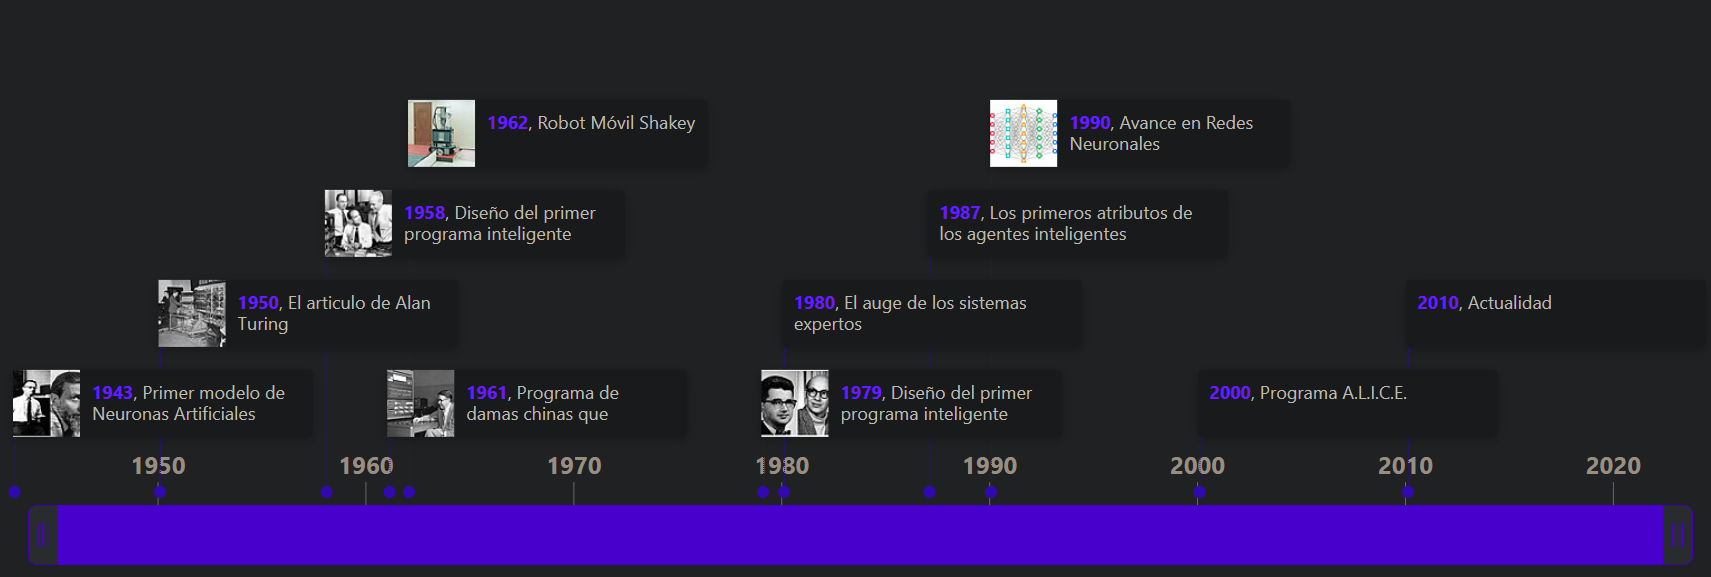 1962, Robot Móvil Shakey
1990, Avance en Redes
Neuronales
1958, Diseño del primer
programa inteligente
1987, Los primeros atributos de
los agentes inteligentes
1950, El articulo de Alan
Turing
1980, El auge de los sistemas
expertos
2010, Actualidad
1943, Primer modelo de
Neuronas Artificiales
1961, Programa de
damas chinas que
1979, Diseño del primer
programa inteligente
2000, Programa A.L.I.C.E.
1950 1960 1970 1980 1990 2000 2010 2020